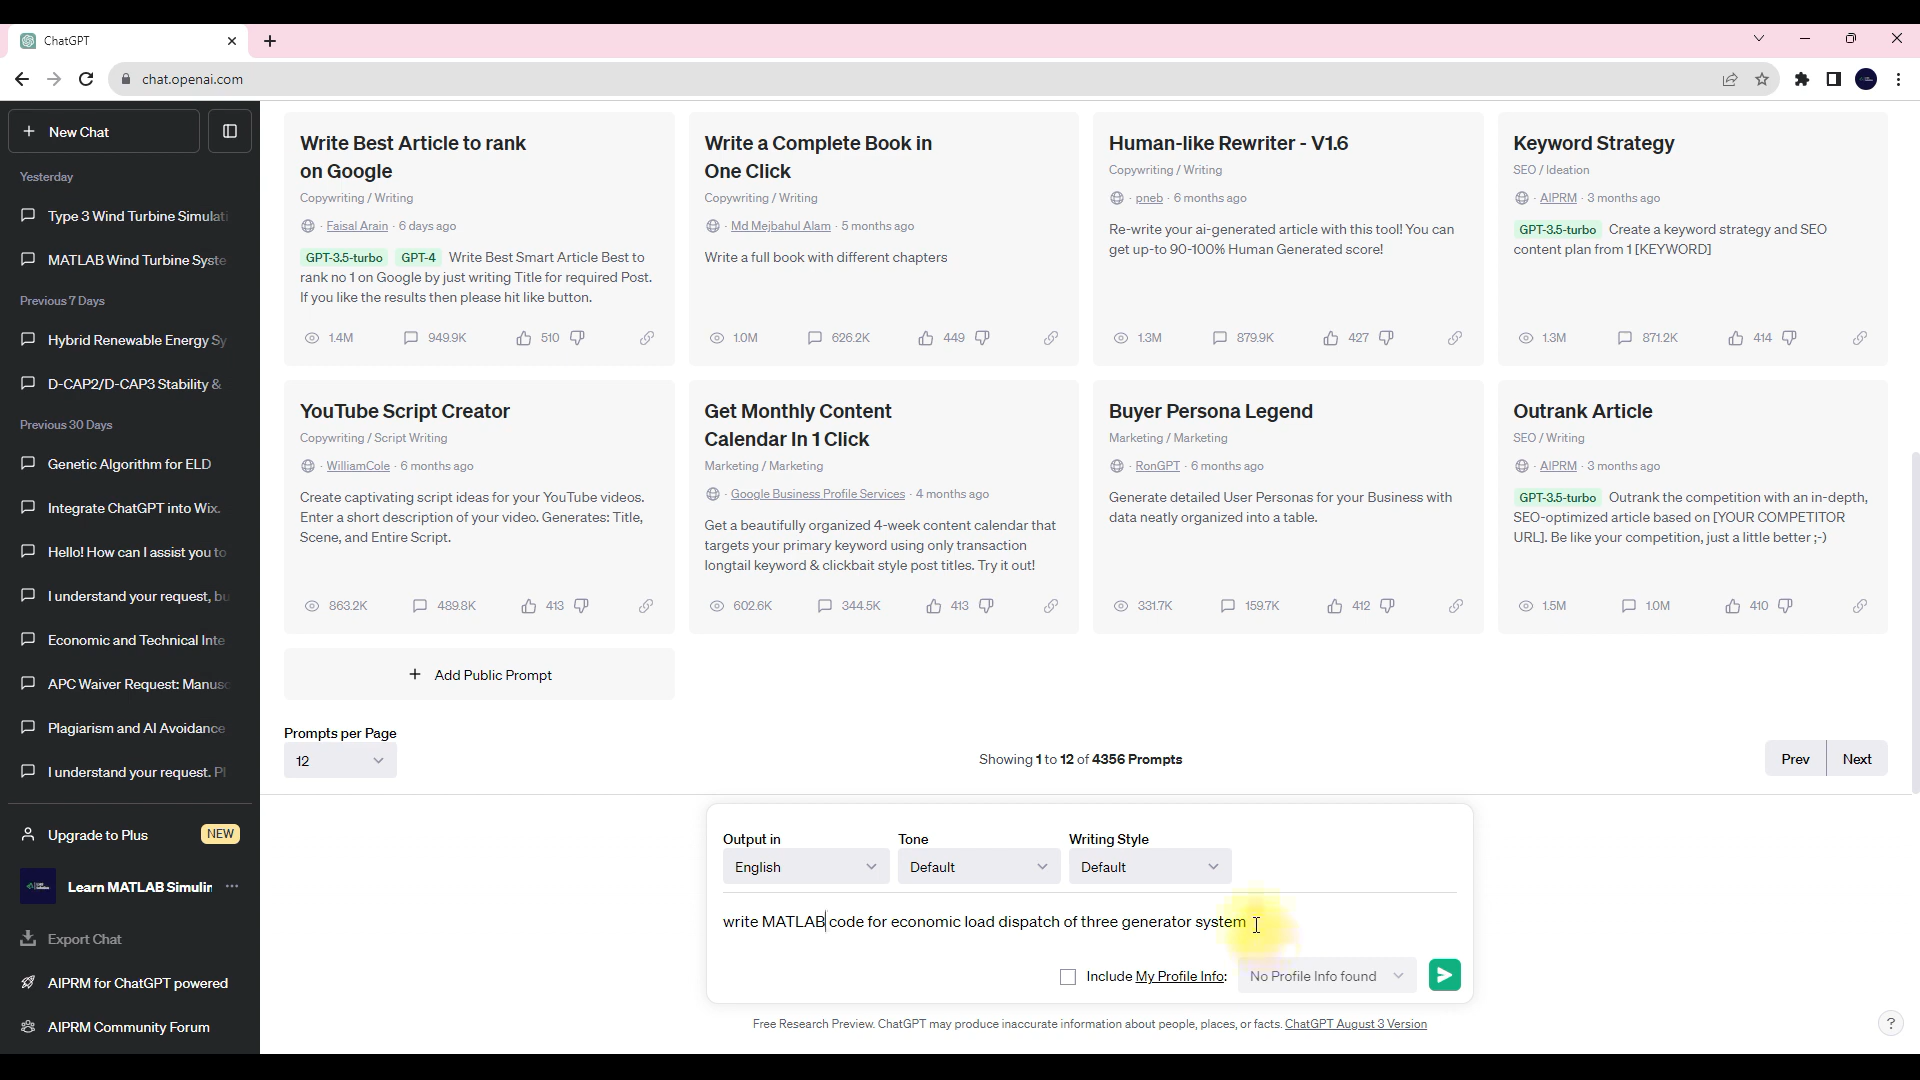 ChatGPT
chat.openai.com
New Chat
Yesterday
Type 3 Wind Turbine Simulati
MATLAB Wind Turbine Syste
Previous 7 Days
Hybrid Renewable Energy Sy
D-CAP2/D-CAP3 Stability &
Previous 30 Days
Genetic Algorithm for ELD
Integrate ChatGPT into Wix.
Hello! How can I assist you to
I understand your request, bu
Economic and Technical Inte
APC Waiver Request: Manusc
Plagiarism and AI Avoidance
I understand your request. Pl
Upgrade to Plus NEW
Learn MATLAB Simulin ...
Export Chat
AIPRM for ChatGPT powered
AIPRM Community Forum
Write Best Article to rank
on Google
Copywriting / Writing
· Faisal Arain · 6 days ago
GPT-3.5-turbo GPT-4 Write Best Smart Article Best to
rank no 1 on Google by just writing Title for required Post.
If you like the results then please hit like button.
1.4M 949.9K 510
Write a Complete Book in
One Click
Copywriting / Writing
· Md Mejbahul Alam · 5 months ago
Write a full book with different chapters
1.0M 626.2K 449
Human-like Rewriter - V1.6
Copywriting / Writing
· pneb · 6 months ago
Re-write your ai-generated article with this tool! You can
get up-to 90-100% Human Generated score!
1.3M 879.9K 427
Keyword Strategy
SEO / Ideation
· AIPRM · 3 months ago
GPT-3.5-turbo Create a keyword strategy and SEO
content plan from 1 [KEYWORD]
1.3M 871.2K 414
YouTube Script Creator
Copywriting / Script Writing
· WilliamCole · 6 months ago
Create captivating script ideas for your YouTube videos.
Enter a short description of your video. Generates: Title,
Scene, and Entire Script.
863.2K 489.8K 413
Get Monthly Content
Calendar In 1 Click
Marketing / Marketing
· Google Business Profile Services · 4 months ago
Get a beautifully organized 4-week content calendar that
targets your primary keyword using only transaction
longtail keyword & clickbait style post titles. Try it out!
602.6K 344.5K 413
Buyer Persona Legend
Marketing / Marketing
· RonGPT · 6 months ago
Generate detailed User Personas for your Business with
data neatly organized into a table.
331.7K 159.7K 412
Outrank Article
SEO / Writing
· AIPRM · 3 months ago
GPT-3.5-turbo Outrank the competition with an in-depth,
SEO-optimized article based on [YOUR COMPETITOR
URL]. Be like your competition, just a little better ;-)
1.5M 1.0M 410
+ Add Public Prompt
Prompts per Page
12
Showing 1 to 12 of 4356 Prompts
Prev Next
Output in Tone Writing Style
English Default Default
write MATLAB code for economic load dispatch of three generator system
Include My Profile Info: No Profile Info found
Free Research Preview. ChatGPT may produce inaccurate information about people, places, or facts. ChatGPT August 3 Version
?